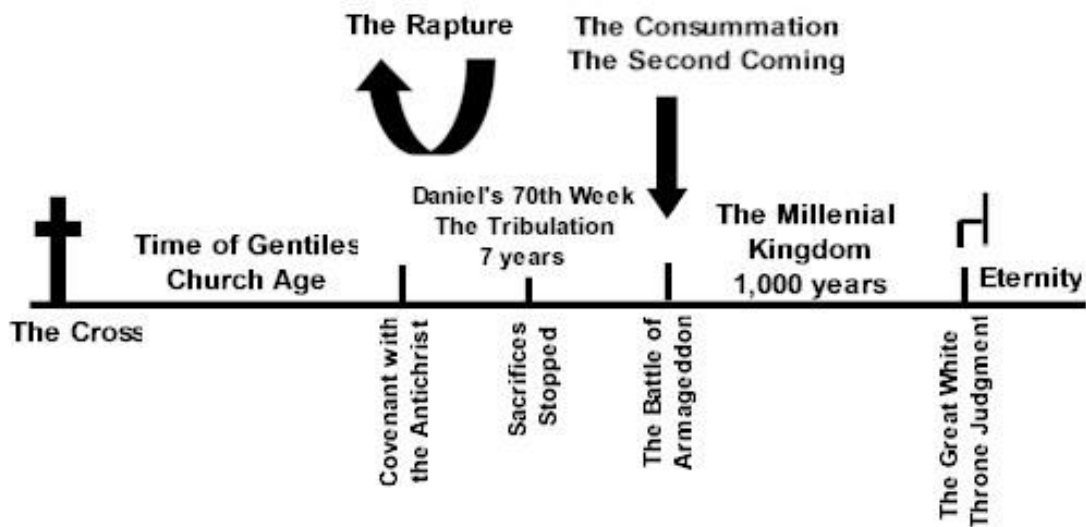 The Rapture
The Consummation
The Second Coming
Daniel's 70th Week
The Tribulation
7 years
The Millenial
Kingdom
1,000 years
Time of Gentiles
Church Age
Eternity
The Cross
Covenant with
the Antichrist
Sacrifices
Stopped
The Battle of
Armageddon
The Great White
Throne Judgment